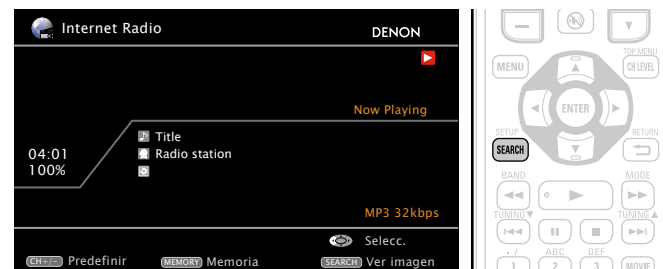 Internet Radio
DENON
Now Playing
Title
04:01
Radio station
100%
MP3 32kbps
Selecc.
CH+/– Predefinir
MEMORY Memoria
SEARCH Ver imagen
TOP MENU
MENU
CH LEVEL
ENTER
SETUP
RETURN
SEARCH
BAND
MODE
TUNING
TUNING
• /
ABC
DEF
1
2
3
MOVIE